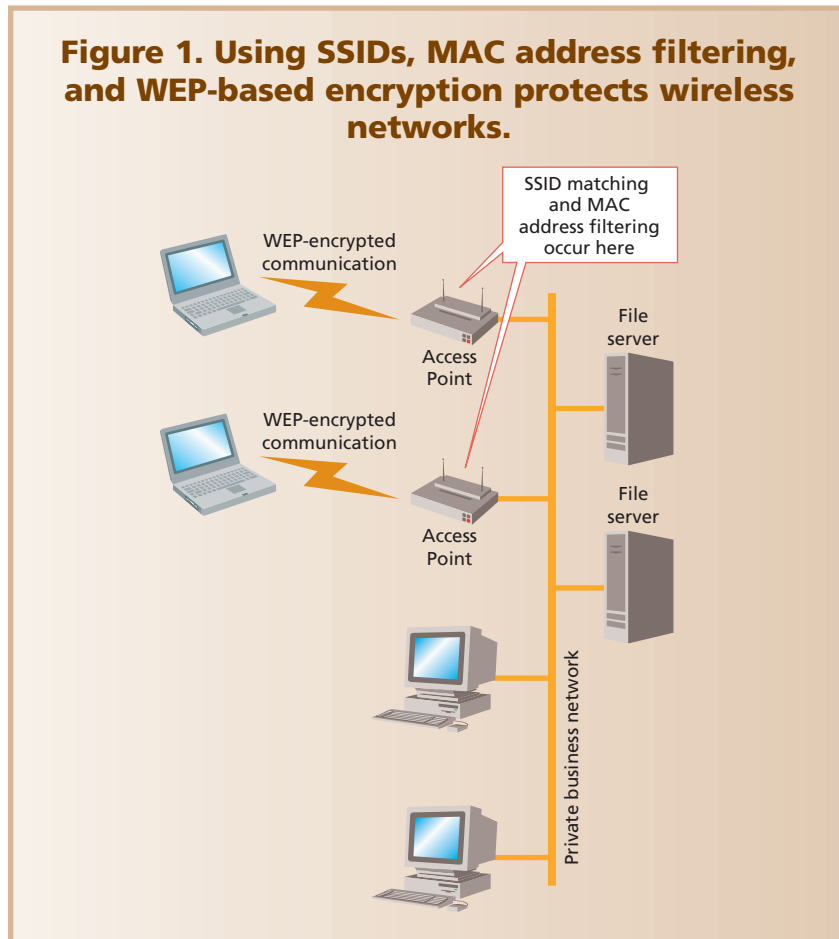 Figure 1. Using SSIDs, MAC address filtering,
and WEP-based encryption protects wireless
networks.
SSID matching
and MAC
address filtering
occur here
WEP-encrypted
communication
Access
Point
File
server
WEP-encrypted
communication
Access
Point
File
server
Private business network